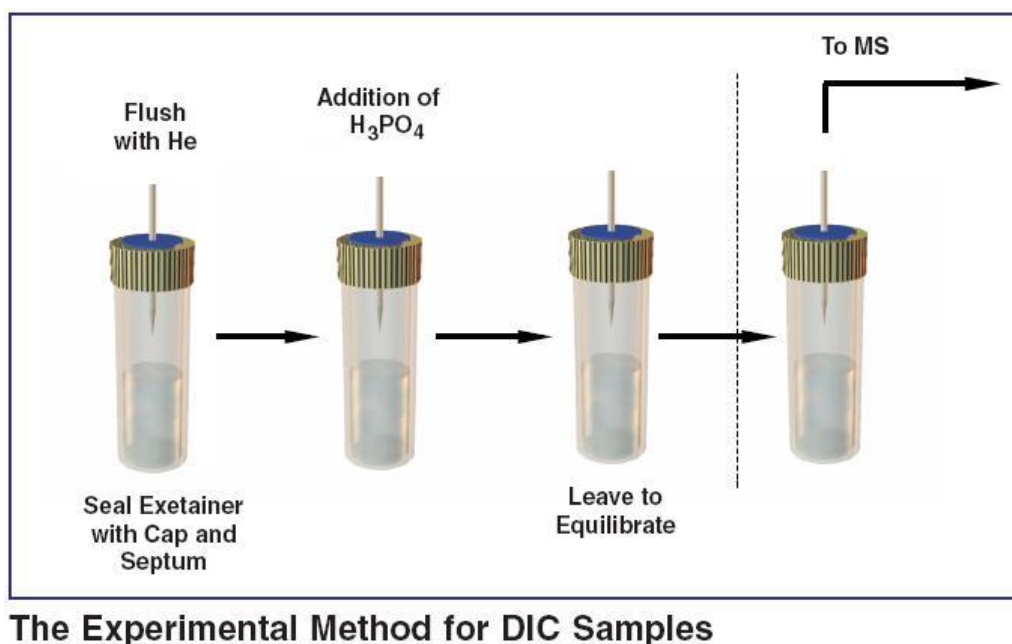 Flush
with He
Addition of
H₃PO₄
To MS
Seal Exetainer
with Cap and
Septum
Leave to
Equilibrate
The Experimental Method for DIC Samples